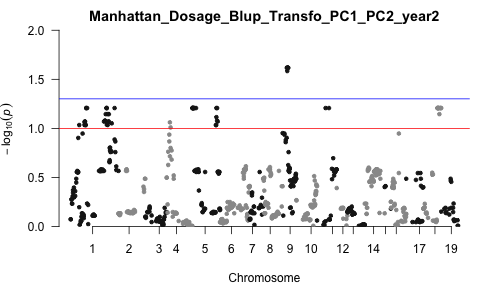 Manhattan_Dosage_Blup_Transfo_PC1_PC2_year2
2.0
1.5
1.0
0.5
0.0
− log₁₀(p)
1 2 3 4 5 6 7 8 9 10 12 14 17 19
Chromosome